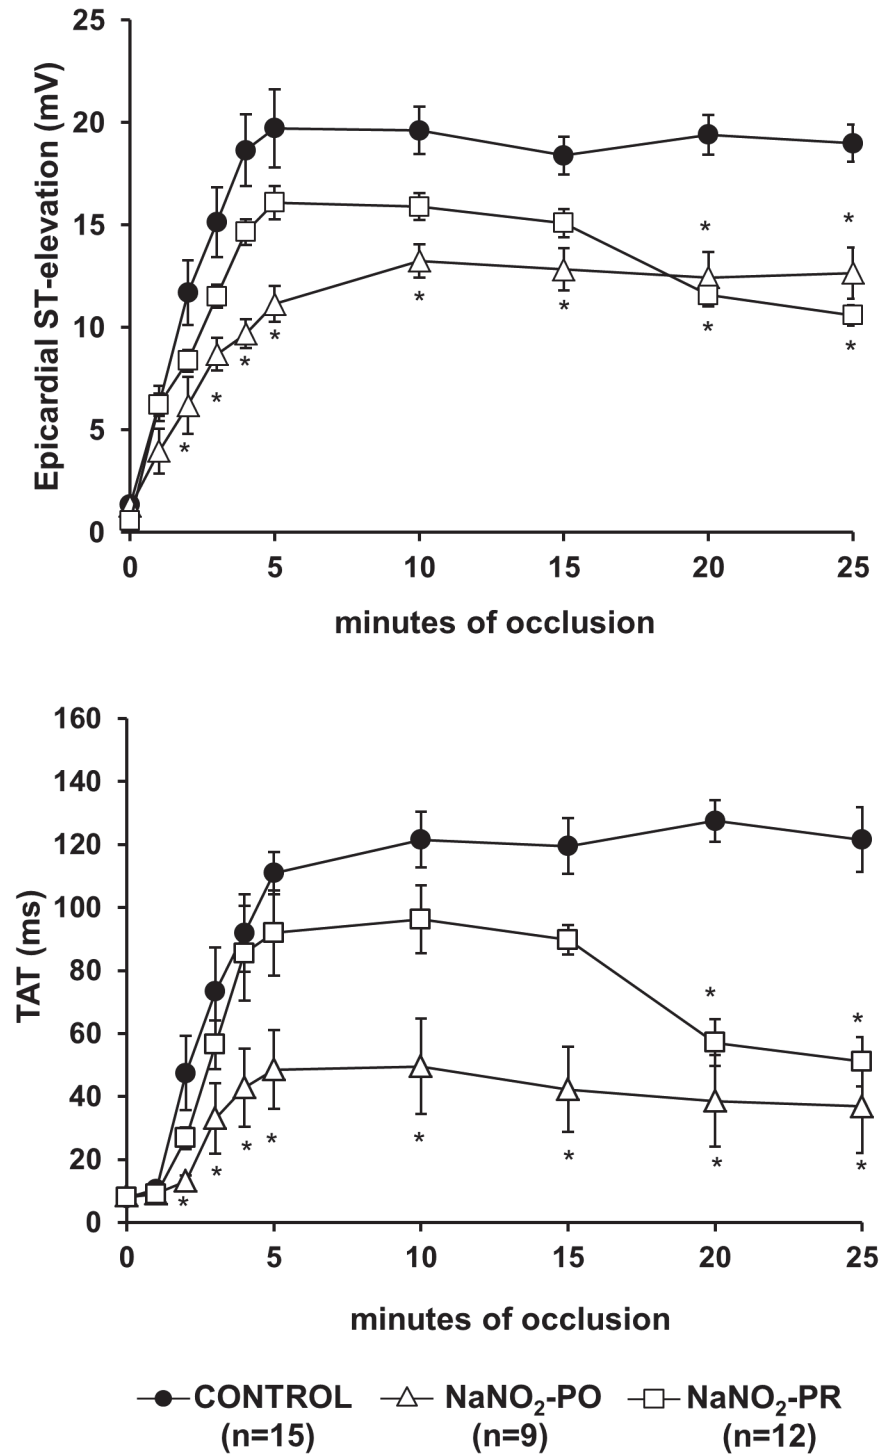 25
20
15
10
5
0
Epicardial ST-elevation (mV)
* * * * * * * * * * *
0 5 10 15 20 25
minutes of occlusion
160
140
120
100
80
60
40
20
0
TAT (ms)
* * * * * * * * * *
0 5 10 15 20 25
minutes of occlusion
CONTROL NaNO₂-PO NaNO₂-PR
(n=15) (n=9) (n=12)